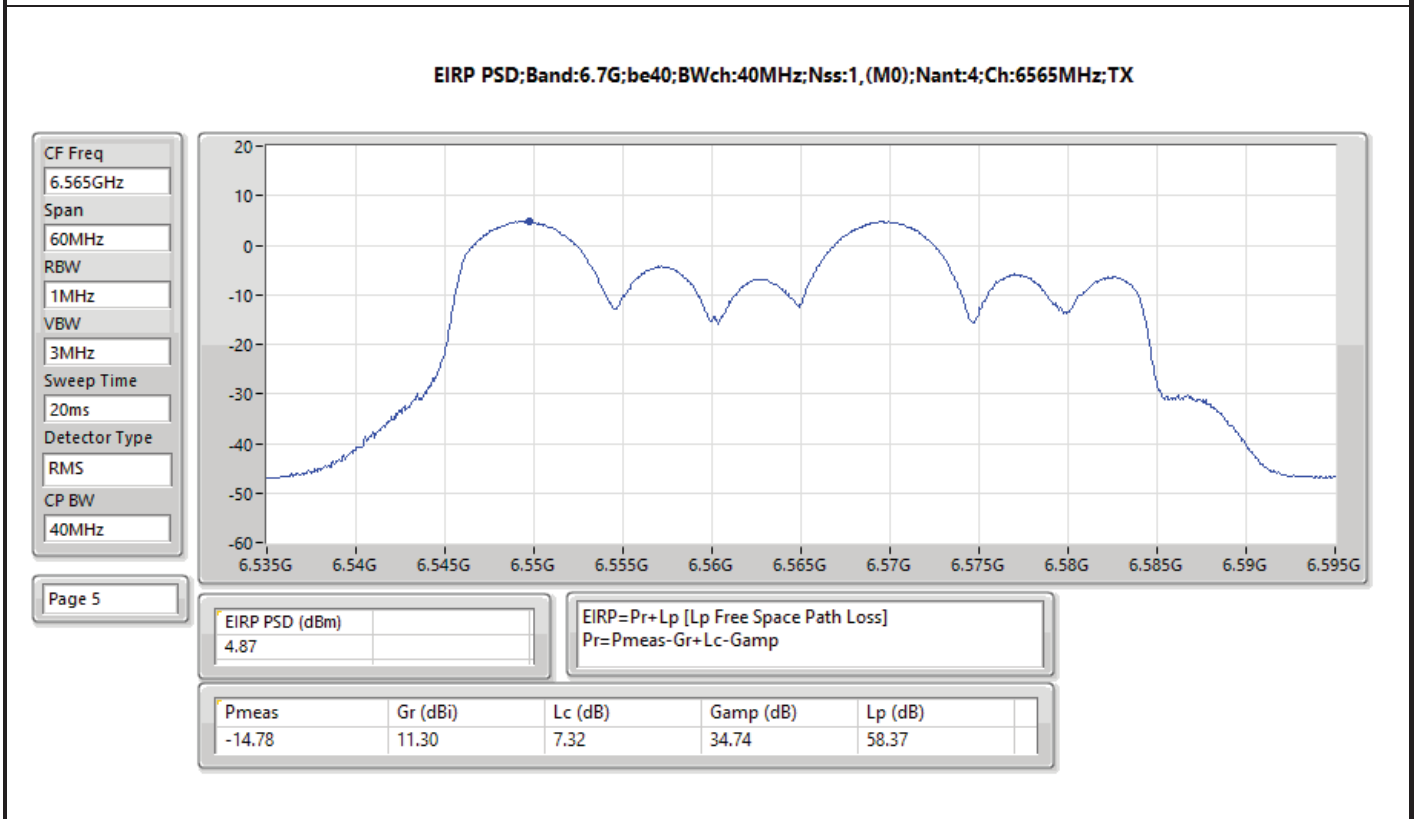 EIRP PSD;Band:6.7G;be40;BWch:40MHz;Nss:1,(M0);Nant:4;Ch:6565MHz;TX
CF Freq
6.565GHz
Span
60MHz
RBW
1MHz
VBW
3MHz
Sweep Time
20ms
Detector Type
RMS
CP BW
40MHz
Page 5
20
10
0
-10
-20
-30
-40
-50
-60
6.535G 6.54G 6.545G 6.55G 6.555G 6.56G 6.565G 6.57G 6.575G 6.58G 6.585G 6.59G 6.595G
EIRP PSD (dBm)
4.87
EIRP=Pr+Lp [Lp Free Space Path Loss]
Pr=Pmeas-Gr+Lc-Gamp
Pmeas Gr (dBi) Lc (dB) Gamp (dB) Lp (dB)
-14.78 11.30 7.32 34.74 58.37